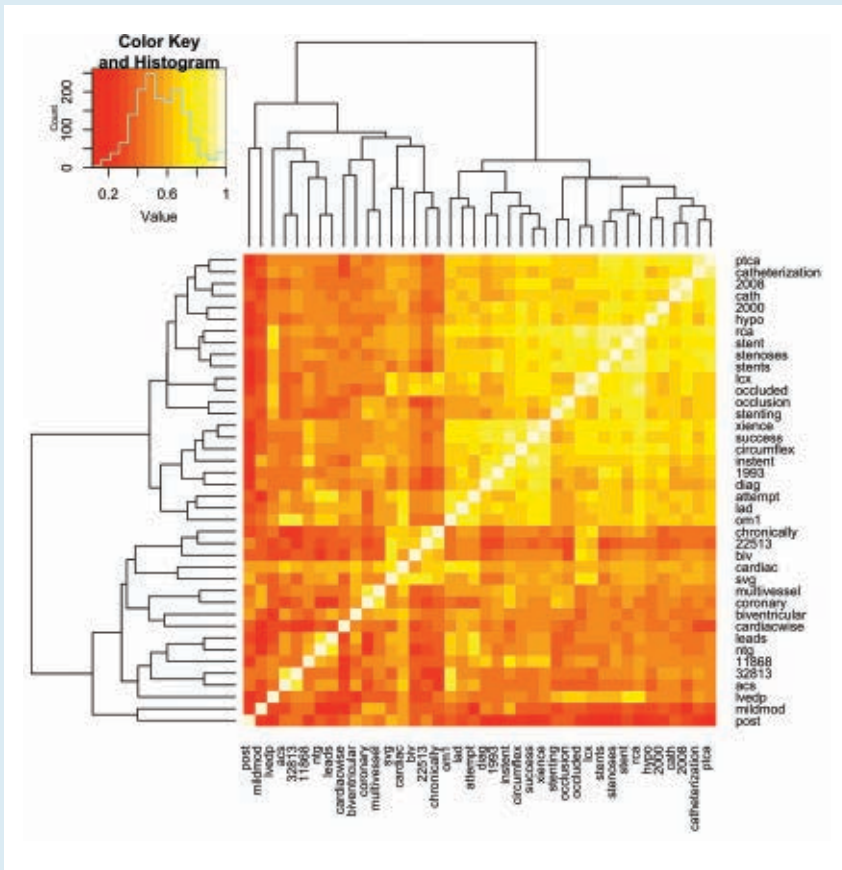 Color Key
and Histogram
Count
0 100 200
0.2 0.6 1
Value
ptca
catheterization
2008
cath
2000
hypo
rca
stent
stenoses
stents
lcx
occluded
occlusion
stenting
xience
success
circumflex
instent
1993
diag
attempt
lad
om1
chronically
22513
biv
cardiac
svg
multivessel
coronary
biventricular
cardiacwise
leads
ntg
11868
32813
acs
lvedp
mildmod
post
post
mildmod
lvedp
acs
32813
11868
ntg
leads
cardiacwise
biventricular
coronary
multivessel
svg
cardiac
biv
22513
chronically
om1
lad
attempt
diag
1993
instent
circumflex
success
xience
stenting
occlusion
occluded
lcx
stents
stenoses
stent
rca
hypo
2000
cath
2008
catheterization
ptca